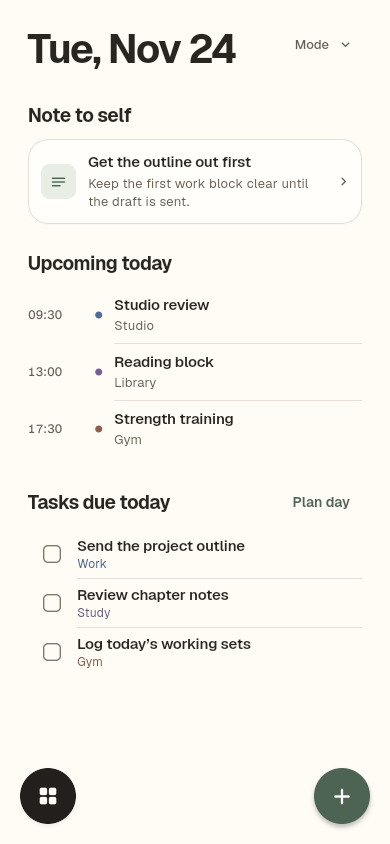 Tue, Nov 24
Mode
Note to self
Get the outline out first
Keep the first work block clear until
the draft is sent.
Upcoming today
09:30
Studio review
Studio
13:00
Reading block
Library
17:30
Strength training
Gym
Tasks due today
Plan day
Send the project outline
Work
Review chapter notes
Study
Log today’s working sets
Gym